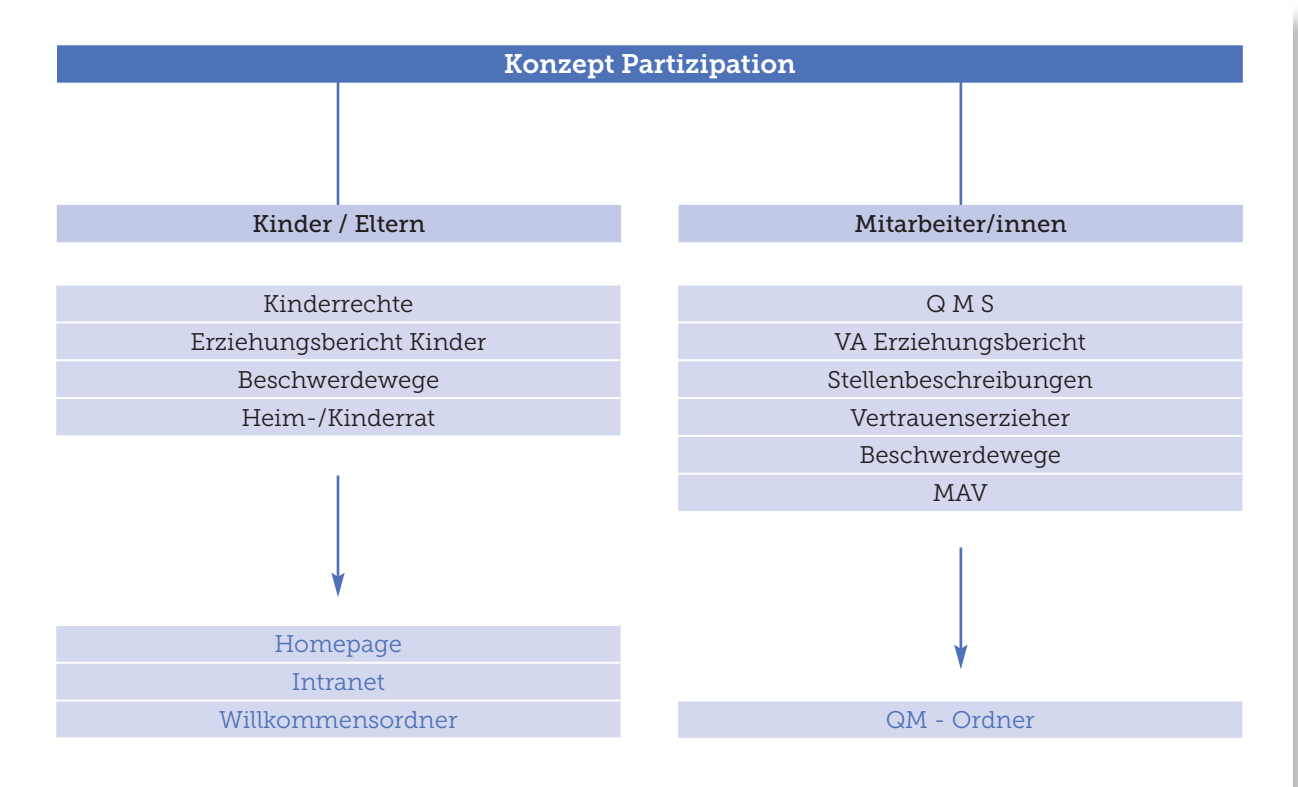 Konzept Partizipation
Kinder / Eltern
Kinderrechte
Erziehungsbericht Kinder
Beschwerdewege
Heim-/Kinderrat
Homepage
Intranet
Willkommensordner
Mitarbeiter/innen
Q M S
VA Erziehungsbericht
Stellenbeschreibungen
Vertrauenserzieher
Beschwerdewege
MAV
QM - Ordner